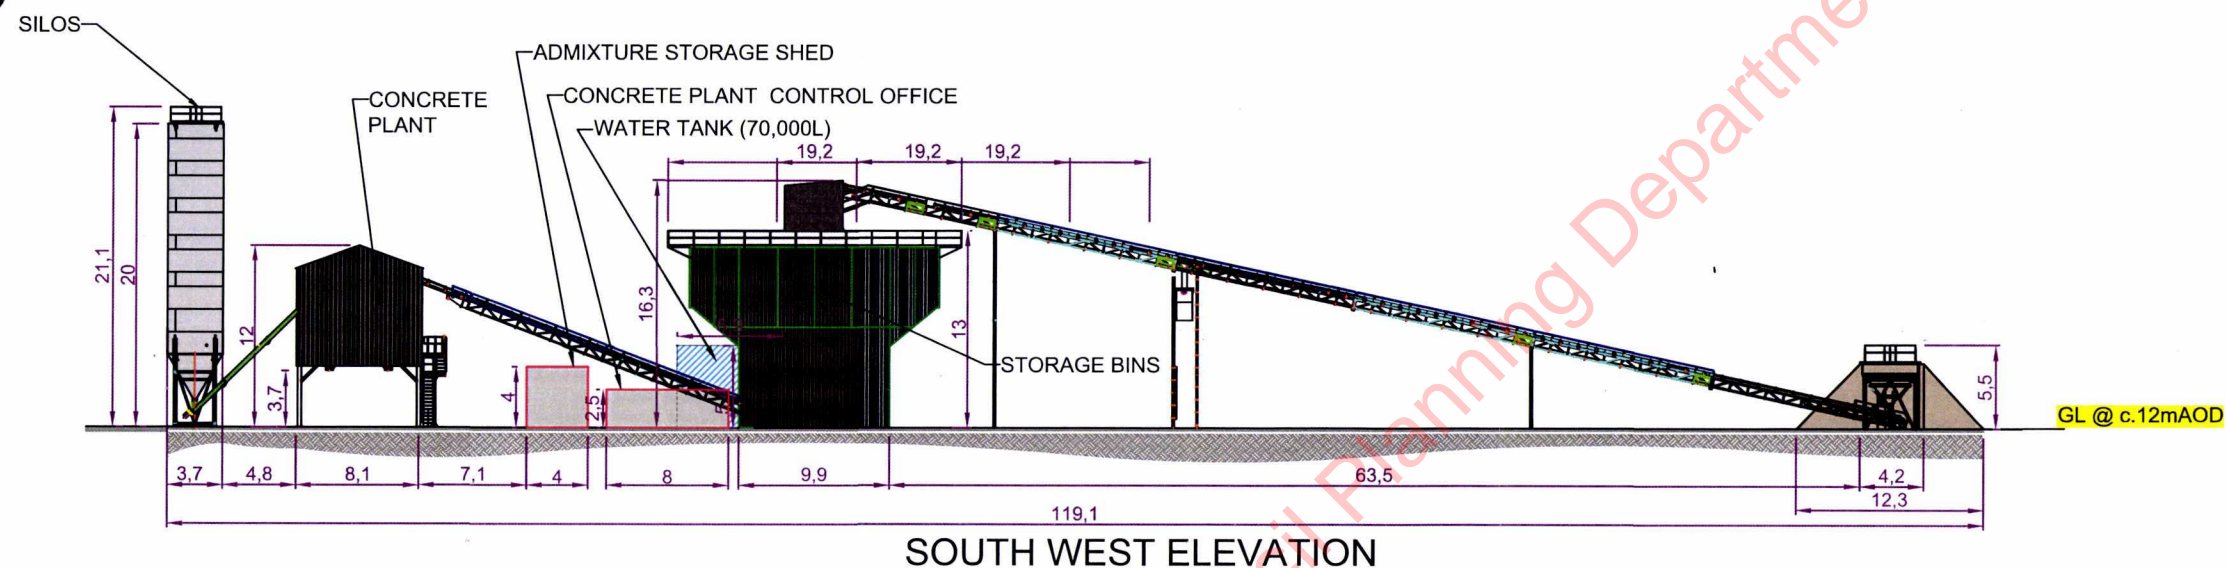 SILOS
ADMIXTURE STORAGE SHED
CONCRETE
PLANT
CONCRETE PLANT CONTROL OFFICE
WATER TANK (70,000L)
19,2 19,2 19,2
21,1
20
12
3,7
4
2,5
16,3
13
STORAGE BINS
5,5
GL @ c.12mAOD
3,7 4,8 8,1 7,1 4 8 9,9 63,5 4,2
12,3
119,1
SOUTH WEST ELEVATION
Planning Departme